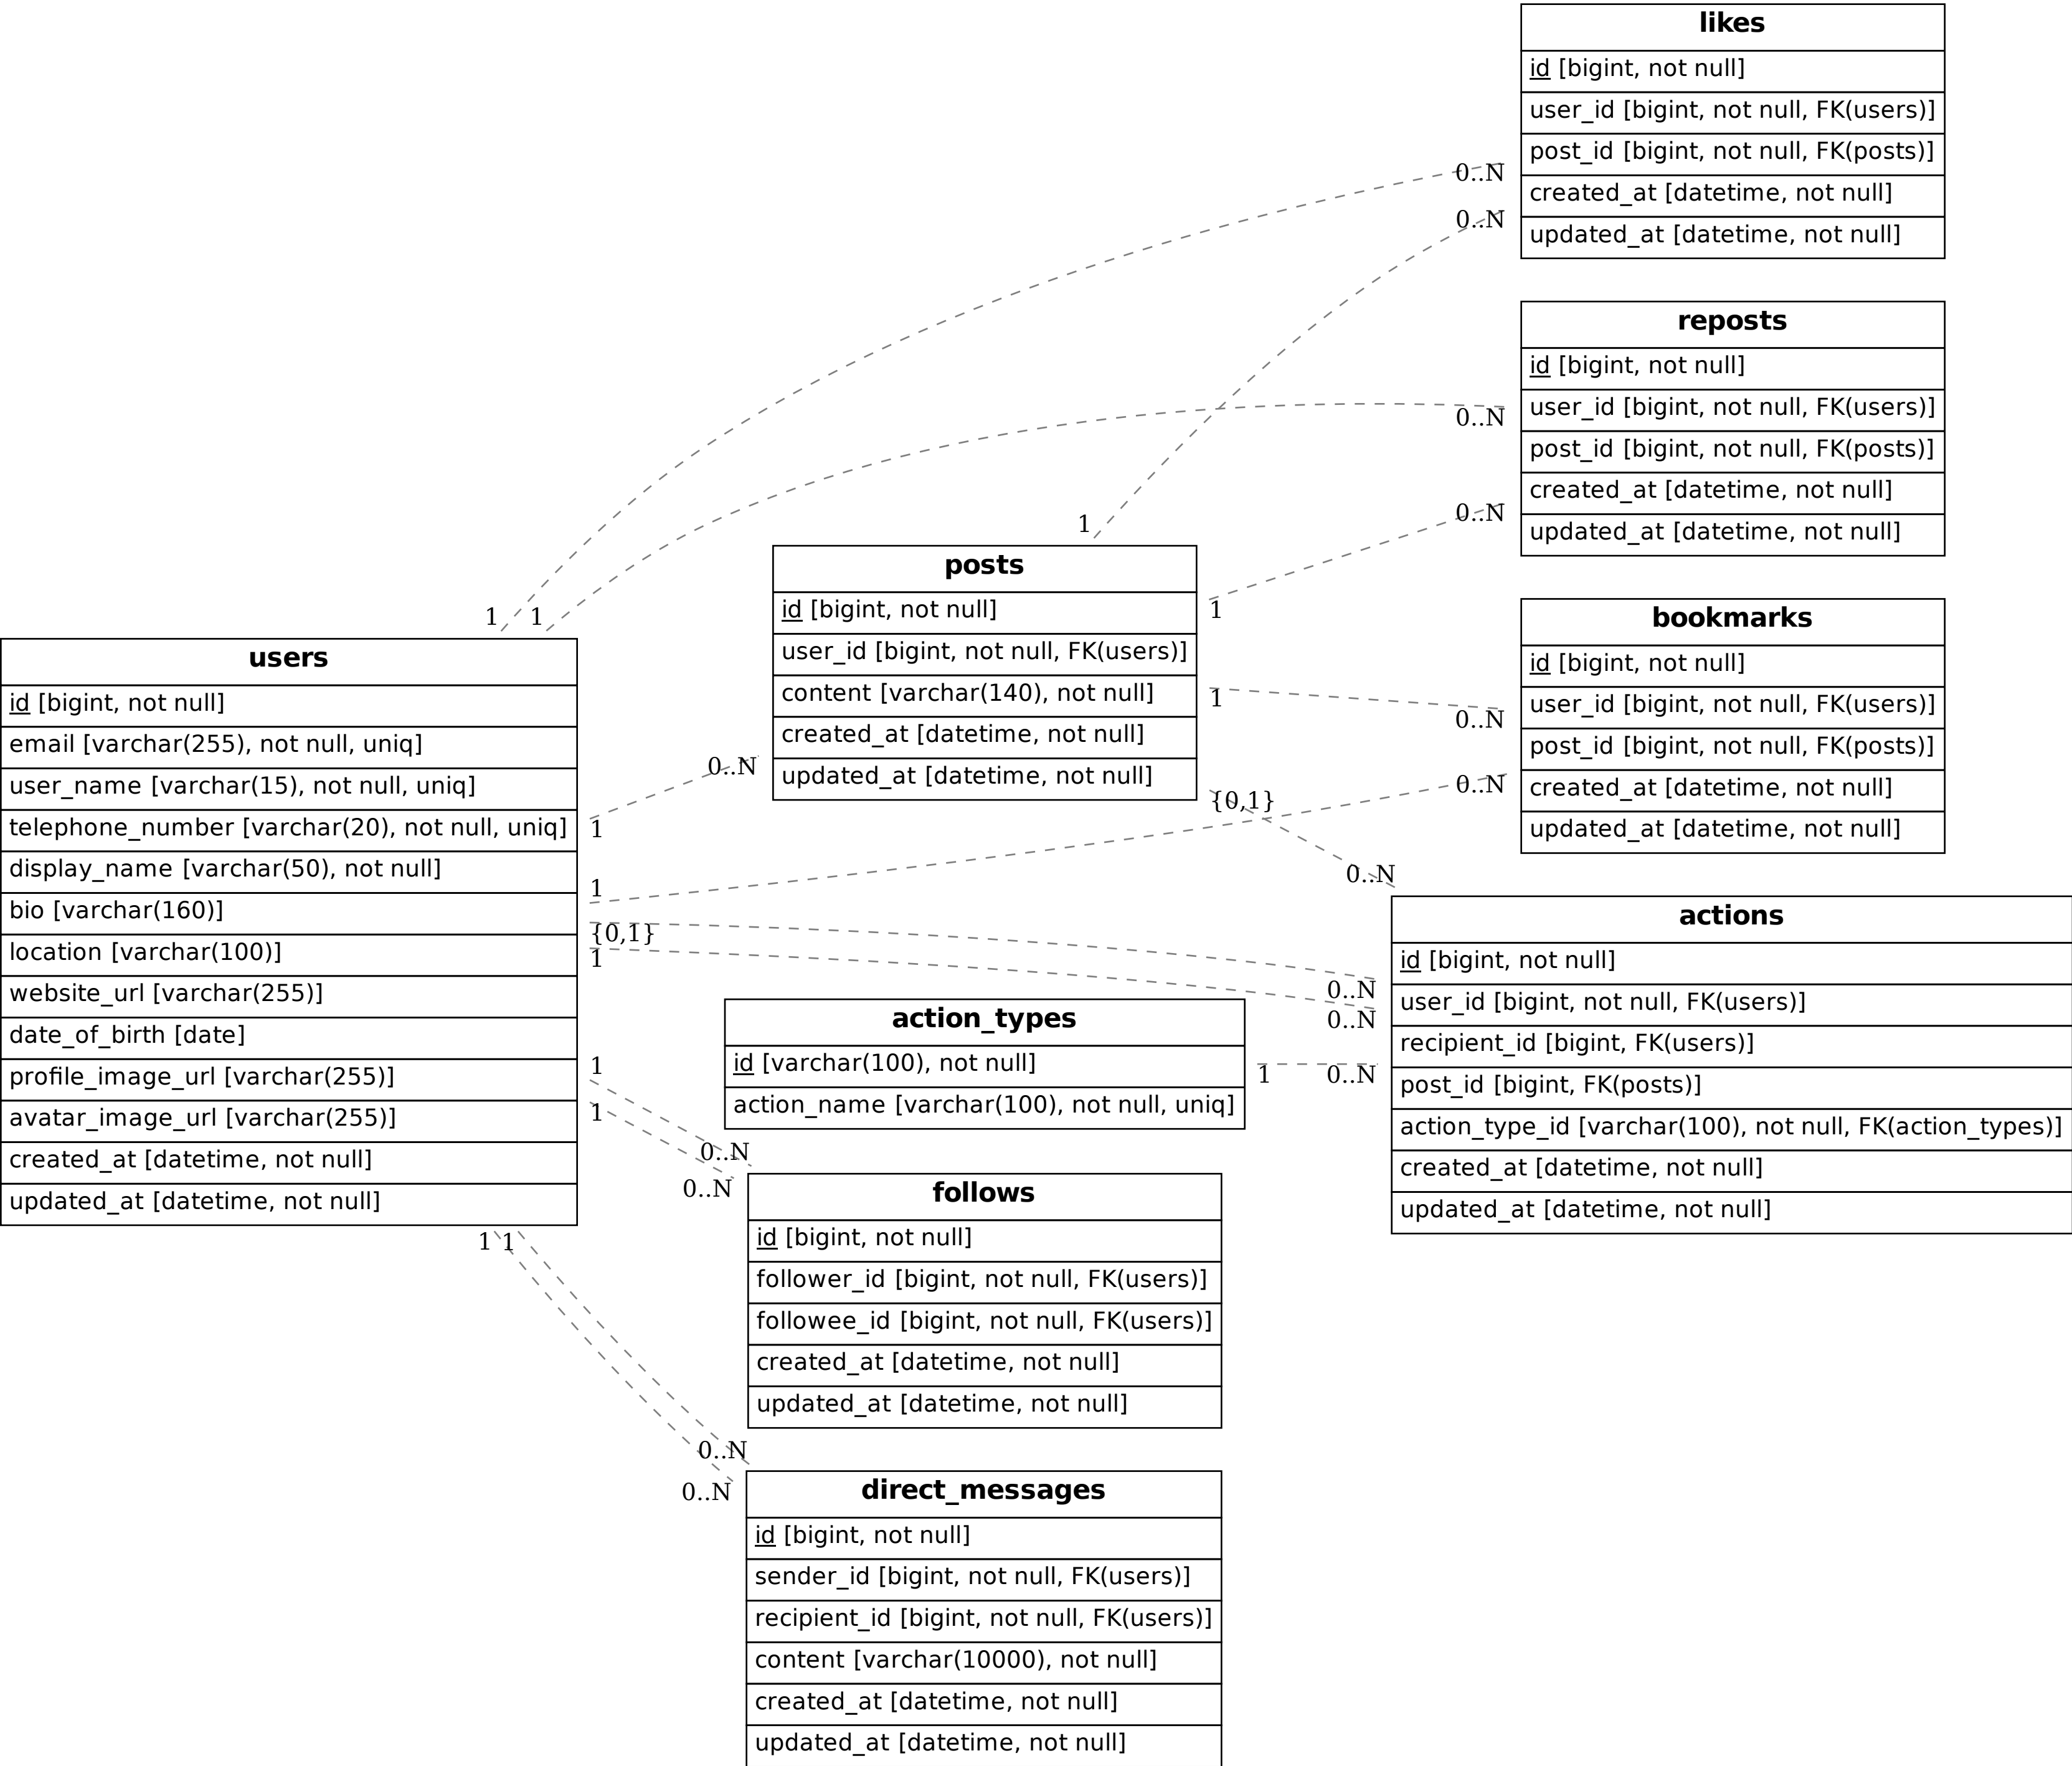 likes
id [bigint, not null]
user_id [bigint, not null, FK(users)]
post_id [bigint, not null, FK(posts)]
created_at [datetime, not null]
updated_at [datetime, not null]
0..N
0..N
reposts
id [bigint, not null]
user_id [bigint, not null, FK(users)]
post_id [bigint, not null, FK(posts)]
created_at [datetime, not null]
updated_at [datetime, not null]
0..N
0..N
bookmarks
id [bigint, not null]
user_id [bigint, not null, FK(users)]
post_id [bigint, not null, FK(posts)]
created_at [datetime, not null]
updated_at [datetime, not null]
0..N
0..N
1
posts
id [bigint, not null]
user_id [bigint, not null, FK(users)]
content [varchar(140), not null]
created_at [datetime, not null]
updated_at [datetime, not null]
1
1
{0,1}
0..N
0..N
1
1
users
id [bigint, not null]
email [varchar(255), not null, uniq]
user_name [varchar(15), not null, uniq]
telephone_number [varchar(20), not null, uniq]
display_name [varchar(50), not null]
bio [varchar(160)]
location [varchar(100)]
website_url [varchar(255)]
date_of_birth [date]
profile_image_url [varchar(255)]
avatar_image_url [varchar(255)]
created_at [datetime, not null]
updated_at [datetime, not null]
1
1
{0,1}
1
1
1
1
1
actions
id [bigint, not null]
user_id [bigint, not null, FK(users)]
recipient_id [bigint, FK(users)]
post_id [bigint, FK(posts)]
action_type_id [varchar(100), not null, FK(action_types)]
created_at [datetime, not null]
updated_at [datetime, not null]
0..N
0..N
0..N
action_types
id [varchar(100), not null]
action_name [varchar(100), not null, uniq]
1
0..N
0..N
follows
id [bigint, not null]
follower_id [bigint, not null, FK(users)]
followee_id [bigint, not null, FK(users)]
created_at [datetime, not null]
updated_at [datetime, not null]
0..N
0..N
direct_messages
id [bigint, not null]
sender_id [bigint, not null, FK(users)]
recipient_id [bigint, not null, FK(users)]
content [varchar(10000), not null]
created_at [datetime, not null]
updated_at [datetime, not null]